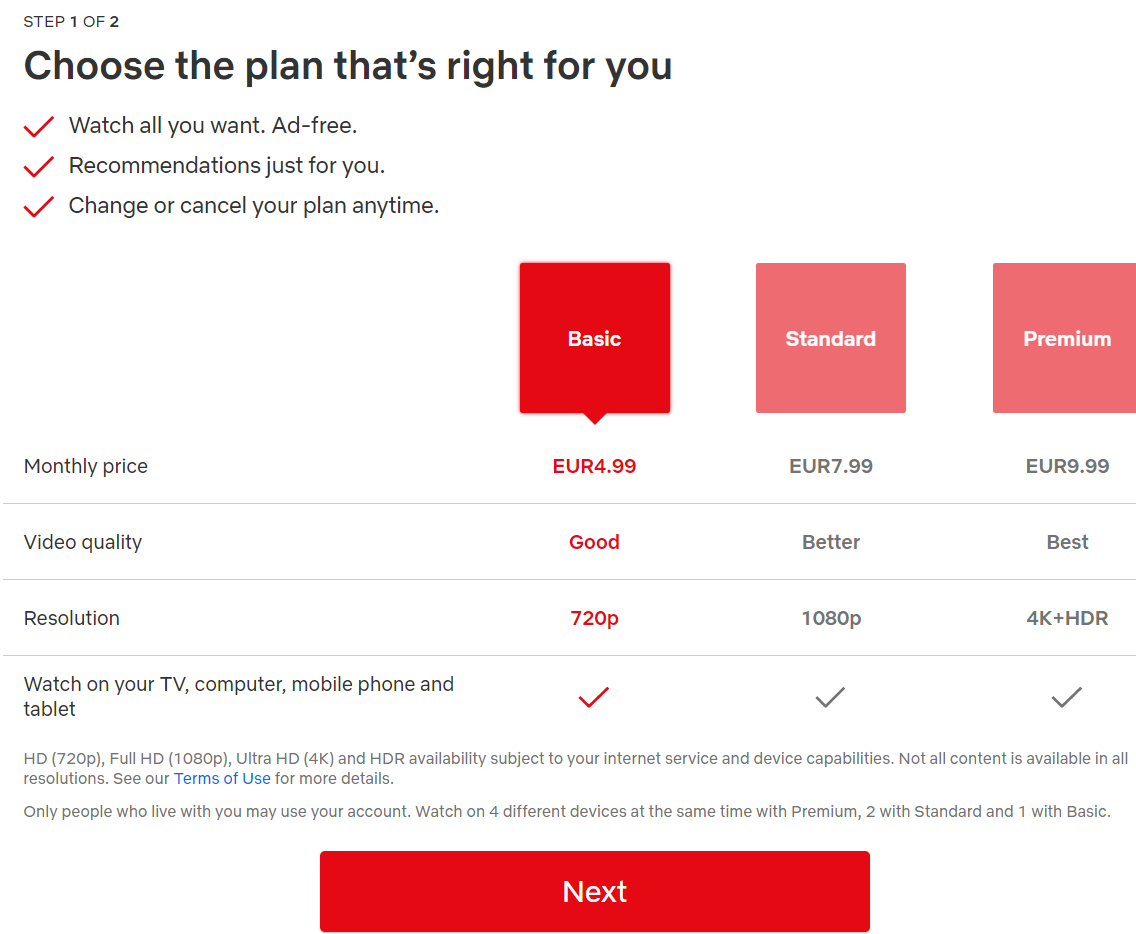 STEP 1 OF 2
Choose the plan that’s right for you
Watch all you want. Ad-free.
Recommendations just for you.
Change or cancel your plan anytime.
Basic Standard Premium
Monthly price EUR4.99 EUR7.99 EUR9.99
Video quality Good Better Best
Resolution 720p 1080p 4K+HDR
Watch on your TV, computer, mobile phone and
tablet
HD (720p), Full HD (1080p), Ultra HD (4K) and HDR availability subject to your internet service and device capabilities. Not all content is available in all
resolutions. See our Terms of Use for more details.
Only people who live with you may use your account. Watch on 4 different devices at the same time with Premium, 2 with Standard and 1 with Basic.
Next